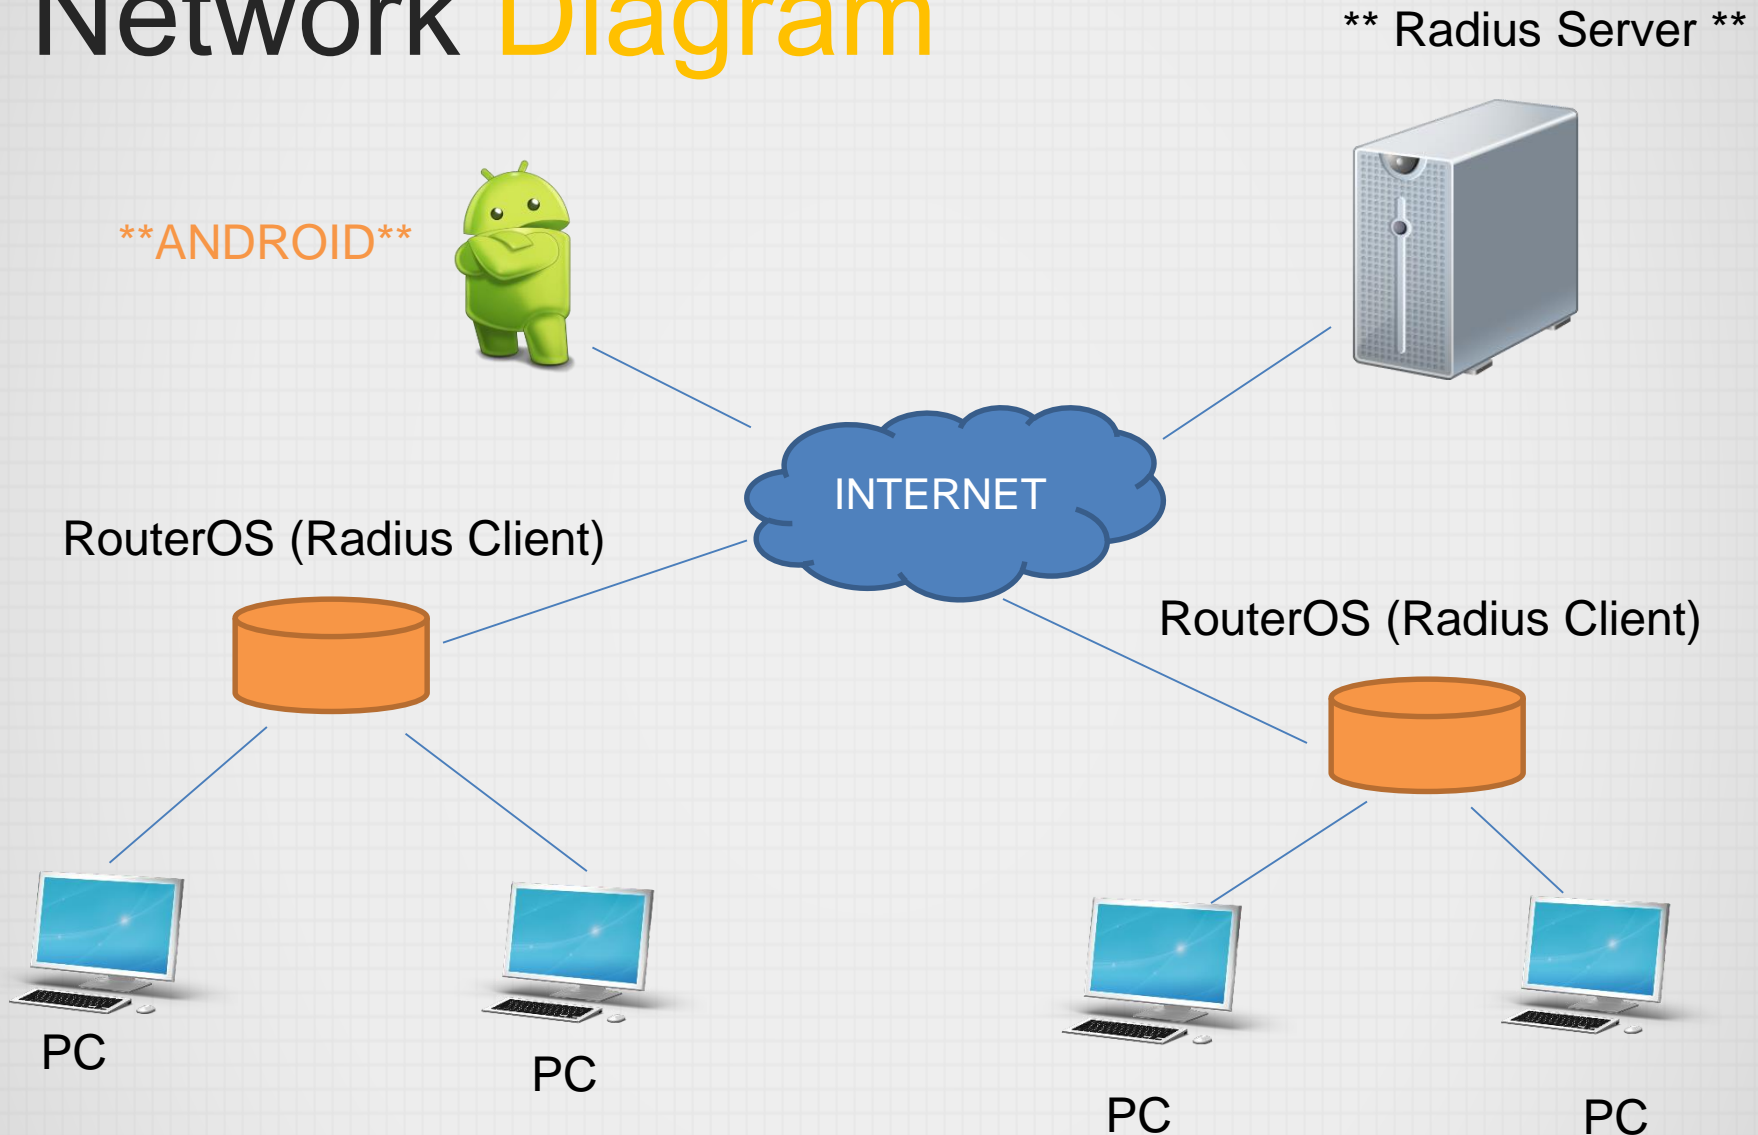 Network Diagram
** Radius Server **
**ANDROID**
INTERNET
RouterOS (Radius Client)
RouterOS (Radius Client)
PC
PC
PC
PC